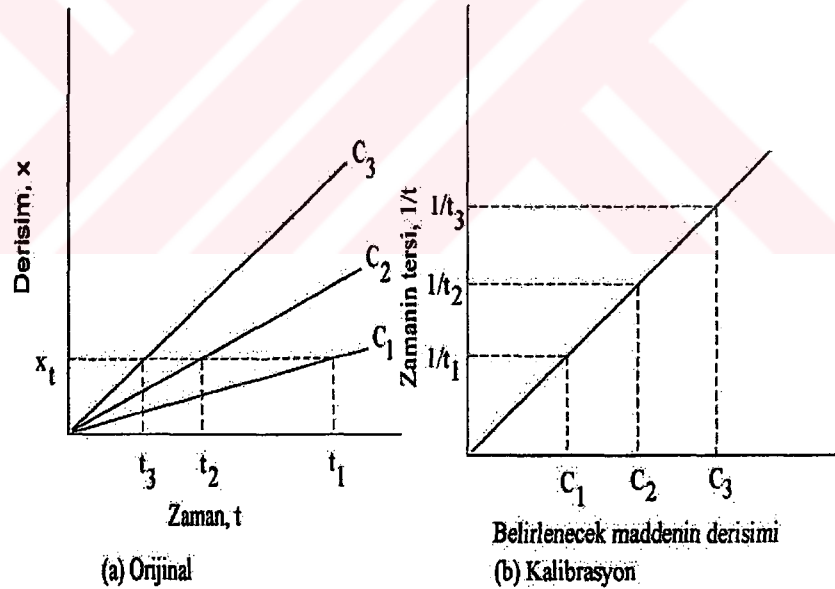 Derisim, x
C3
C2
C1
xt
t3 t2 t1
Zaman, t
(a) Orijinal
Zamanin tersi, 1/t
1/t3
1/t2
1/t1
C1 C2 C3
Belirlenecek maddenin derisimi
(b) Kalibrasyon